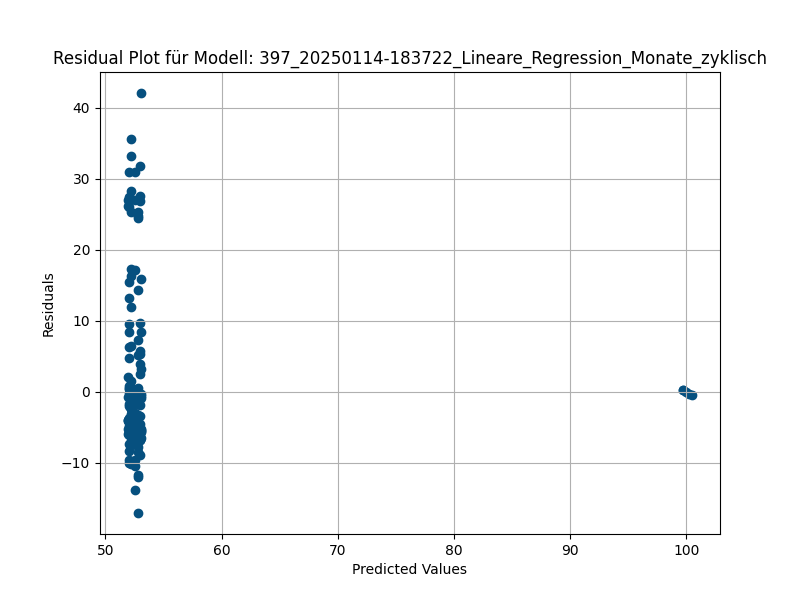 Residual Plot für Modell: 397_20250114-183722_Lineare_Regression_Monate_zyklisch
40
30
20
10
0
−10
Residuals
50 60 70 80 90 100
Predicted Values